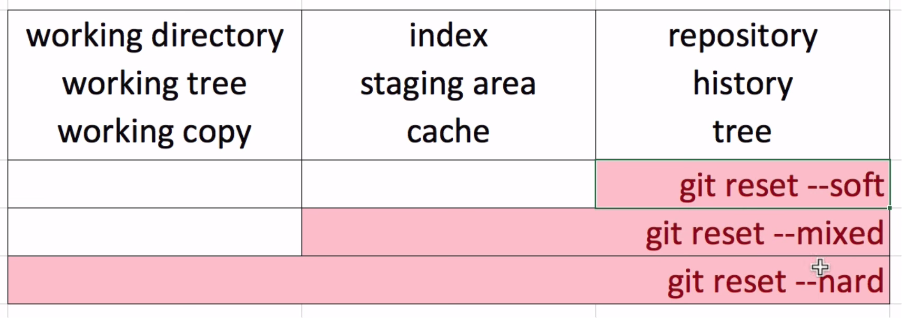 working directory
working tree
working copy
index
staging area
cache
repository
history
tree
git reset --soft
git reset --mixed
git reset --hard